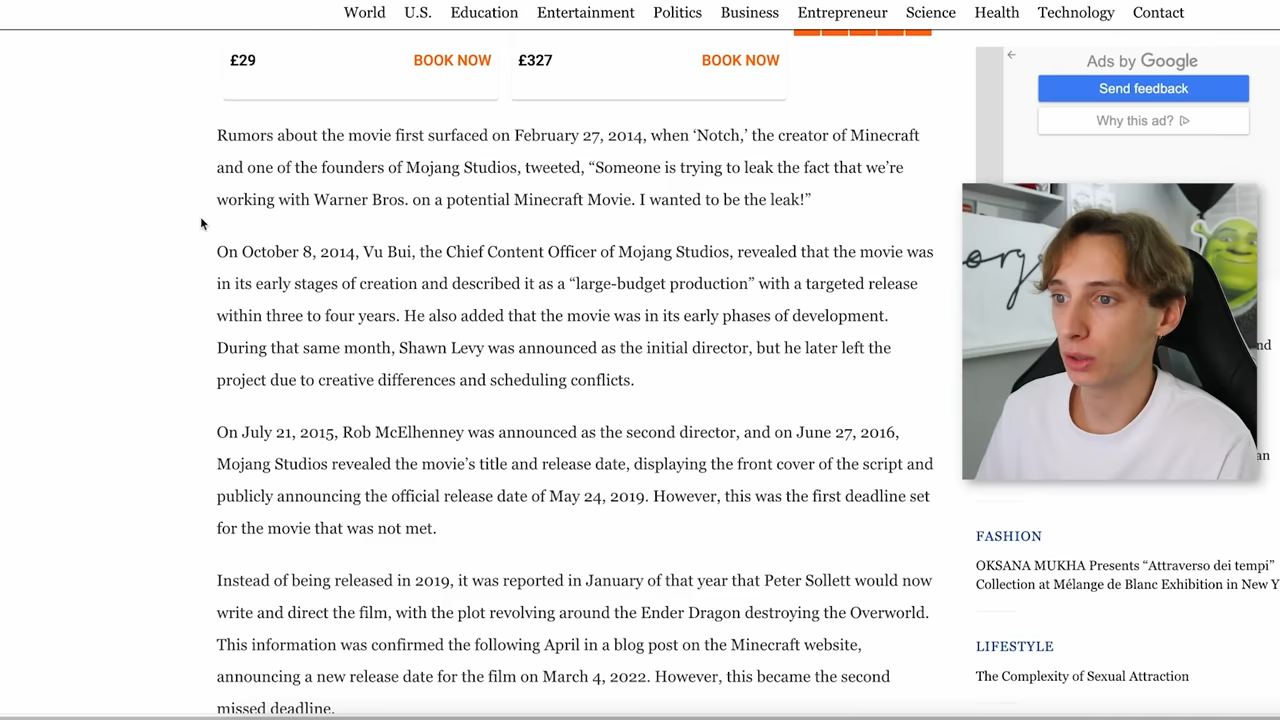 World U.S. Education Entertainment Politics Business Entrepreneur Science Health Technology Contact
£29 BOOK NOW £327 BOOK NOW
Ads by Google
Send feedback
Why this ad?
Rumors about the movie first surfaced on February 27, 2014, when ‘Notch,’ the creator of Minecraft
and one of the founders of Mojang Studios, tweeted, “Someone is trying to leak the fact that we’re
working with Warner Bros. on a potential Minecraft Movie. I wanted to be the leak!”
On October 8, 2014, Vu Bui, the Chief Content Officer of Mojang Studios, revealed that the movie was
in its early stages of creation and described it as a “large-budget production” with a targeted release
within three to four years. He also added that the movie was in its early phases of development.
During that same month, Shawn Levy was announced as the initial director, but he later left the
project due to creative differences and scheduling conflicts.
On July 21, 2015, Rob McElhenney was announced as the second director, and on June 27, 2016,
Mojang Studios revealed the movie’s title and release date, displaying the front cover of the script and
publicly announcing the official release date of May 24, 2019. However, this was the first deadline set
for the movie that was not met.
Instead of being released in 2019, it was reported in January of that year that Peter Sollett would now
write and direct the film, with the plot revolving around the Ender Dragon destroying the Overworld.
This information was confirmed the following April in a blog post on the Minecraft website,
announcing a new release date for the film on March 4, 2022. However, this became the second
missed deadline.
FASHION
OKSANA MUKHA Presents “Attraverso dei tempi”
Collection at Mélange de Blanc Exhibition in New Y
LIFESTYLE
The Complexity of Sexual Attraction